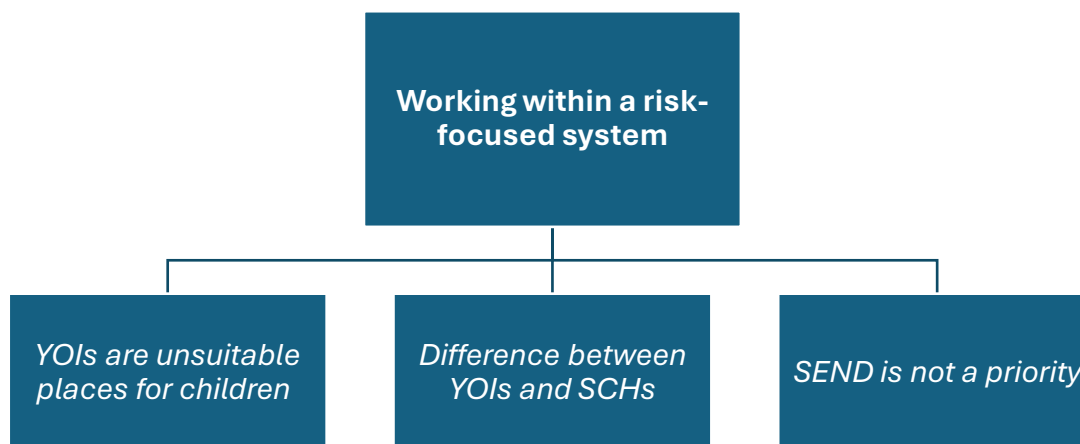 Working within a risk-
focused system
YOIs are unsuitable
places for children
Difference between
YOIs and SCHs
SEND is not a priority